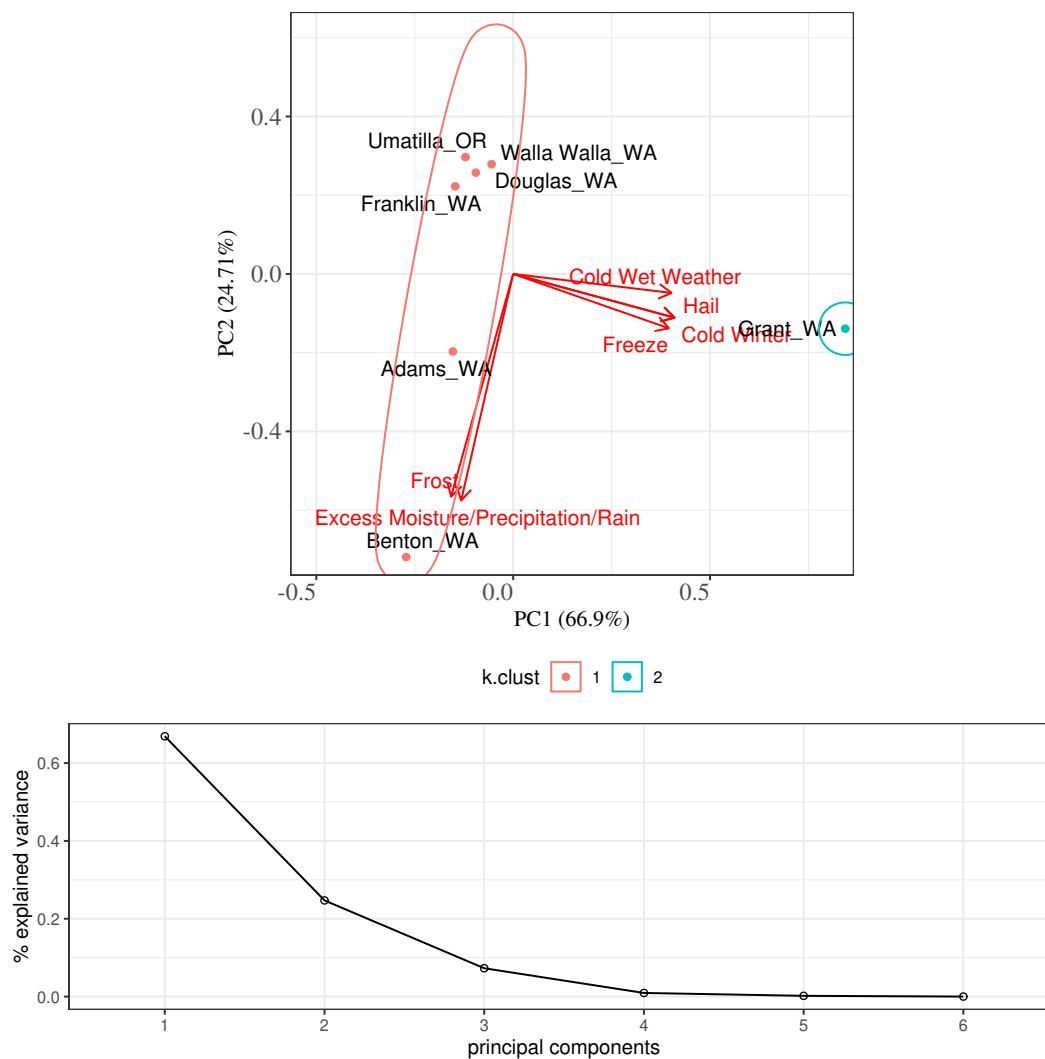 0.4
Umatilla_OR
Walla Walla_WA
Douglas_WA
Franklin_WA
PC2 (24.71%)
0.0
Cold Wet Weather
Hail
Grant_WA
Cold Winter
Freeze
Adams_WA
-0.4
Frost
Excess Moisture/Precipitation/Rain
Benton_WA
-0.5 0.0 0.5
PC1 (66.9%)
k.clust 1 2
% explained variance
0.6
0.4
0.2
0.0
1 2 3 4 5 6
principal components